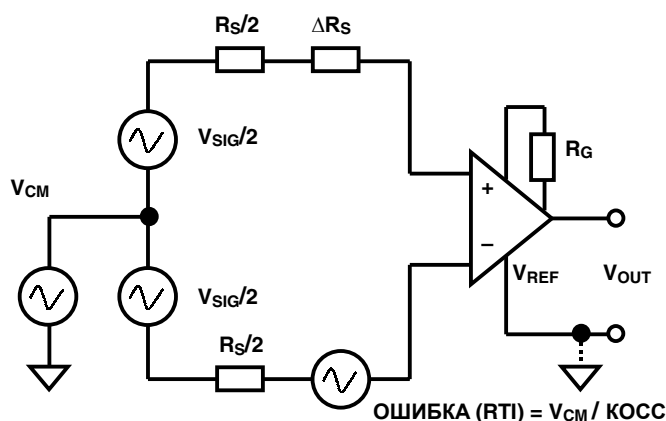 RS/2
ΔRS
VSIG/2
RG
VCM
+
−
VSIG/2
VREF
VOUT
RS/2
ОШИБКА (RTI) = VCM / КОСС